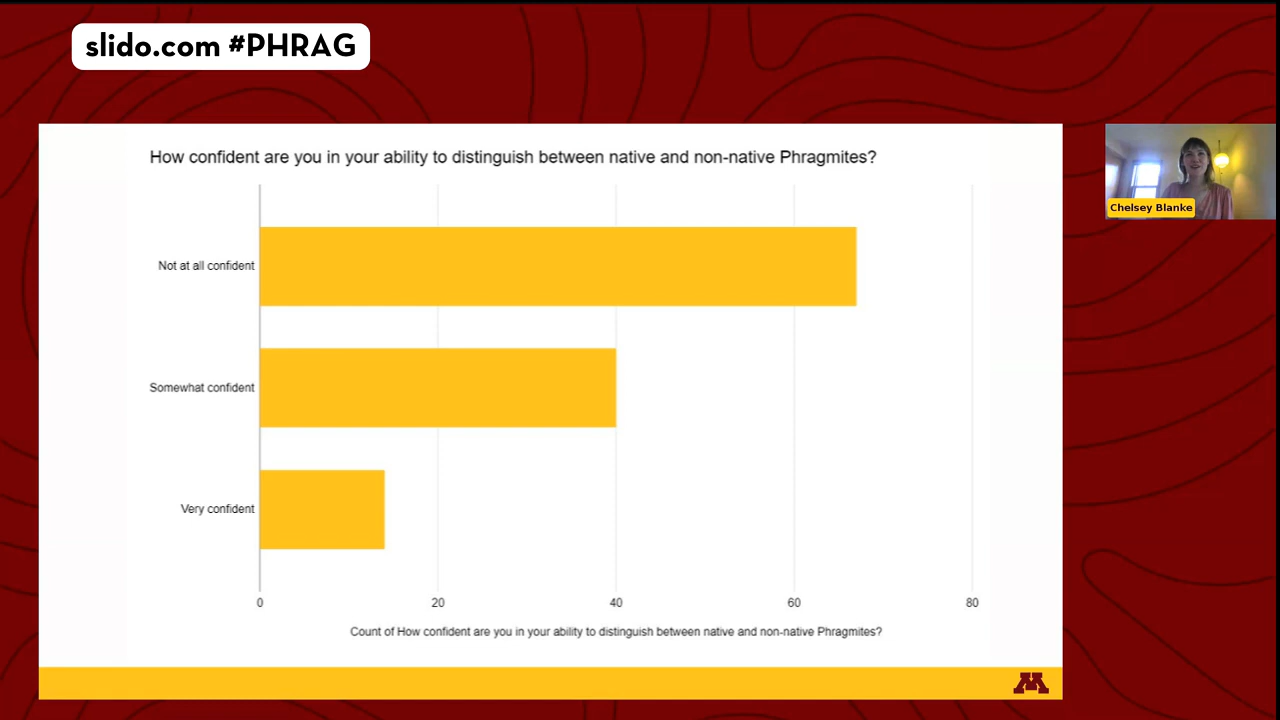 slido.com #PHRAG
How confident are you in your ability to distinguish between native and non-native Phragmites?
Not at all confident
Somewhat confident
Very confident
0 20 40 60 80
Count of How confident are you in your ability to distinguish between native and non-native Phragmites?
Chelsey Blanke
M